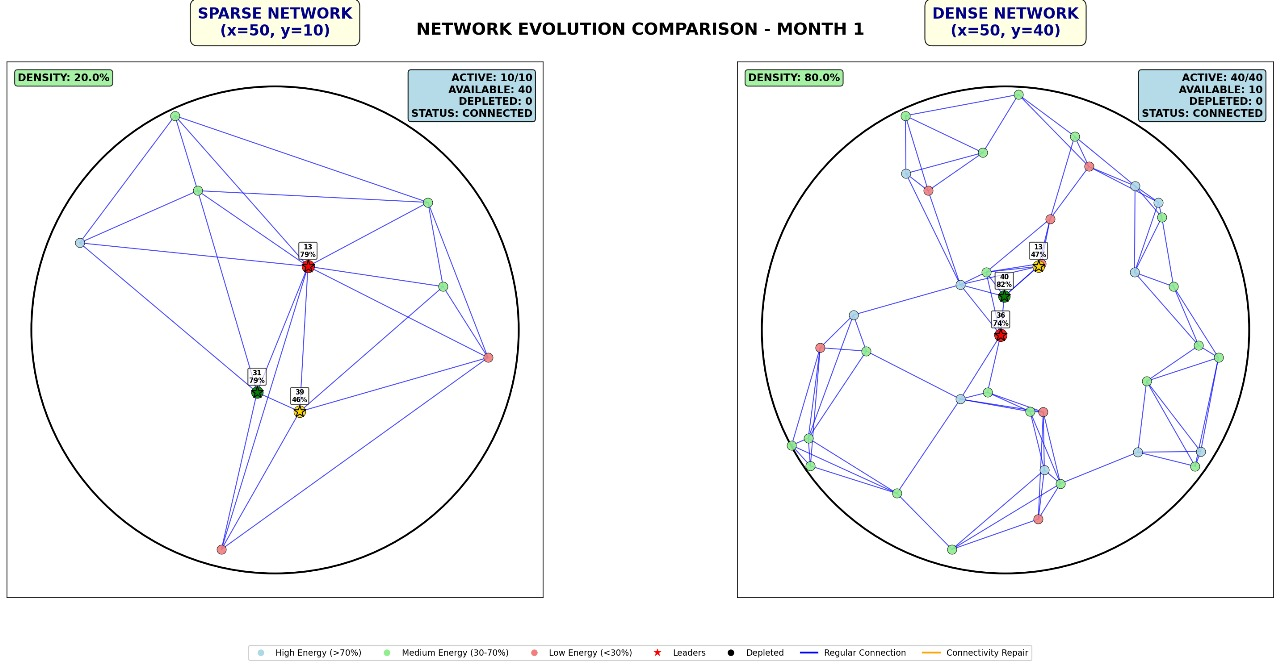 SPARSE NETWORK
(x=50, y=10)
NETWORK EVOLUTION COMPARISON - MONTH 1
DENSE NETWORK
(x=50, y=40)
DENSITY: 20.0%
ACTIVE: 10/10
AVAILABLE: 40
DEPLETED: 0
STATUS: CONNECTED
13
79%
31
79%
39
46%
DENSITY: 80.0%
ACTIVE: 40/40
AVAILABLE: 10
DEPLETED: 0
STATUS: CONNECTED
13
47%
40
82%
36
74%
High Energy (>70%)
Medium Energy (30-70%)
Low Energy (<30%)
Leaders
Depleted
Regular Connection
Connectivity Repair